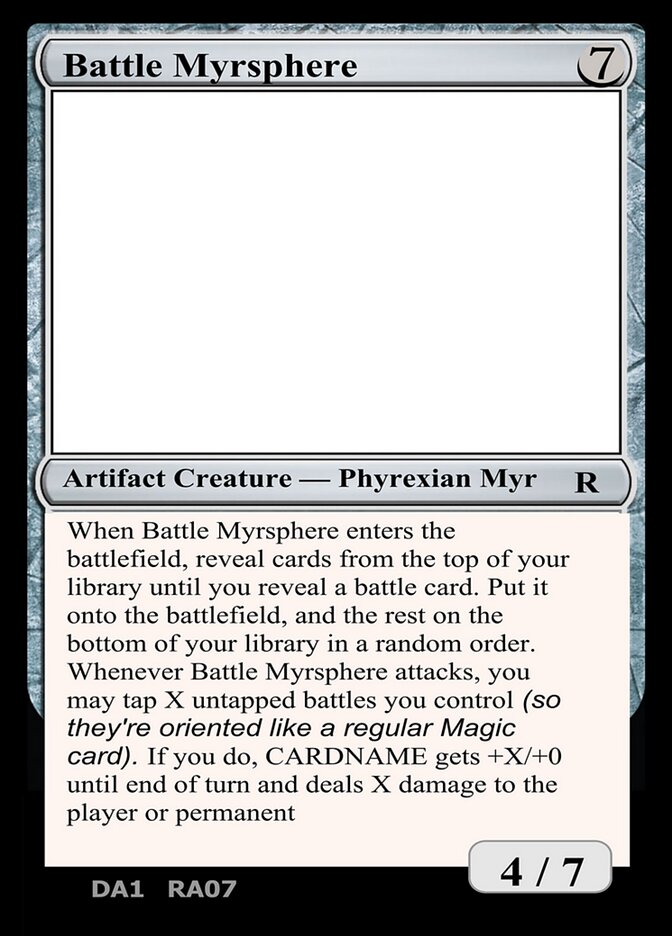 Battle Myrsphere 7
Artifact Creature — Phyrexian Myr R
When Battle Myrsphere enters the
battlefield, reveal cards from the top of your
library until you reveal a battle card. Put it
onto the battlefield, and the rest on the
bottom of your library in a random order.
Whenever Battle Myrsphere attacks, you
may tap X untapped battles you control (so
they're oriented like a regular Magic
card). If you do, CARDNAME gets +X/+0
until end of turn and deals X damage to the
player or permanent
4 / 7
DA1 RA07